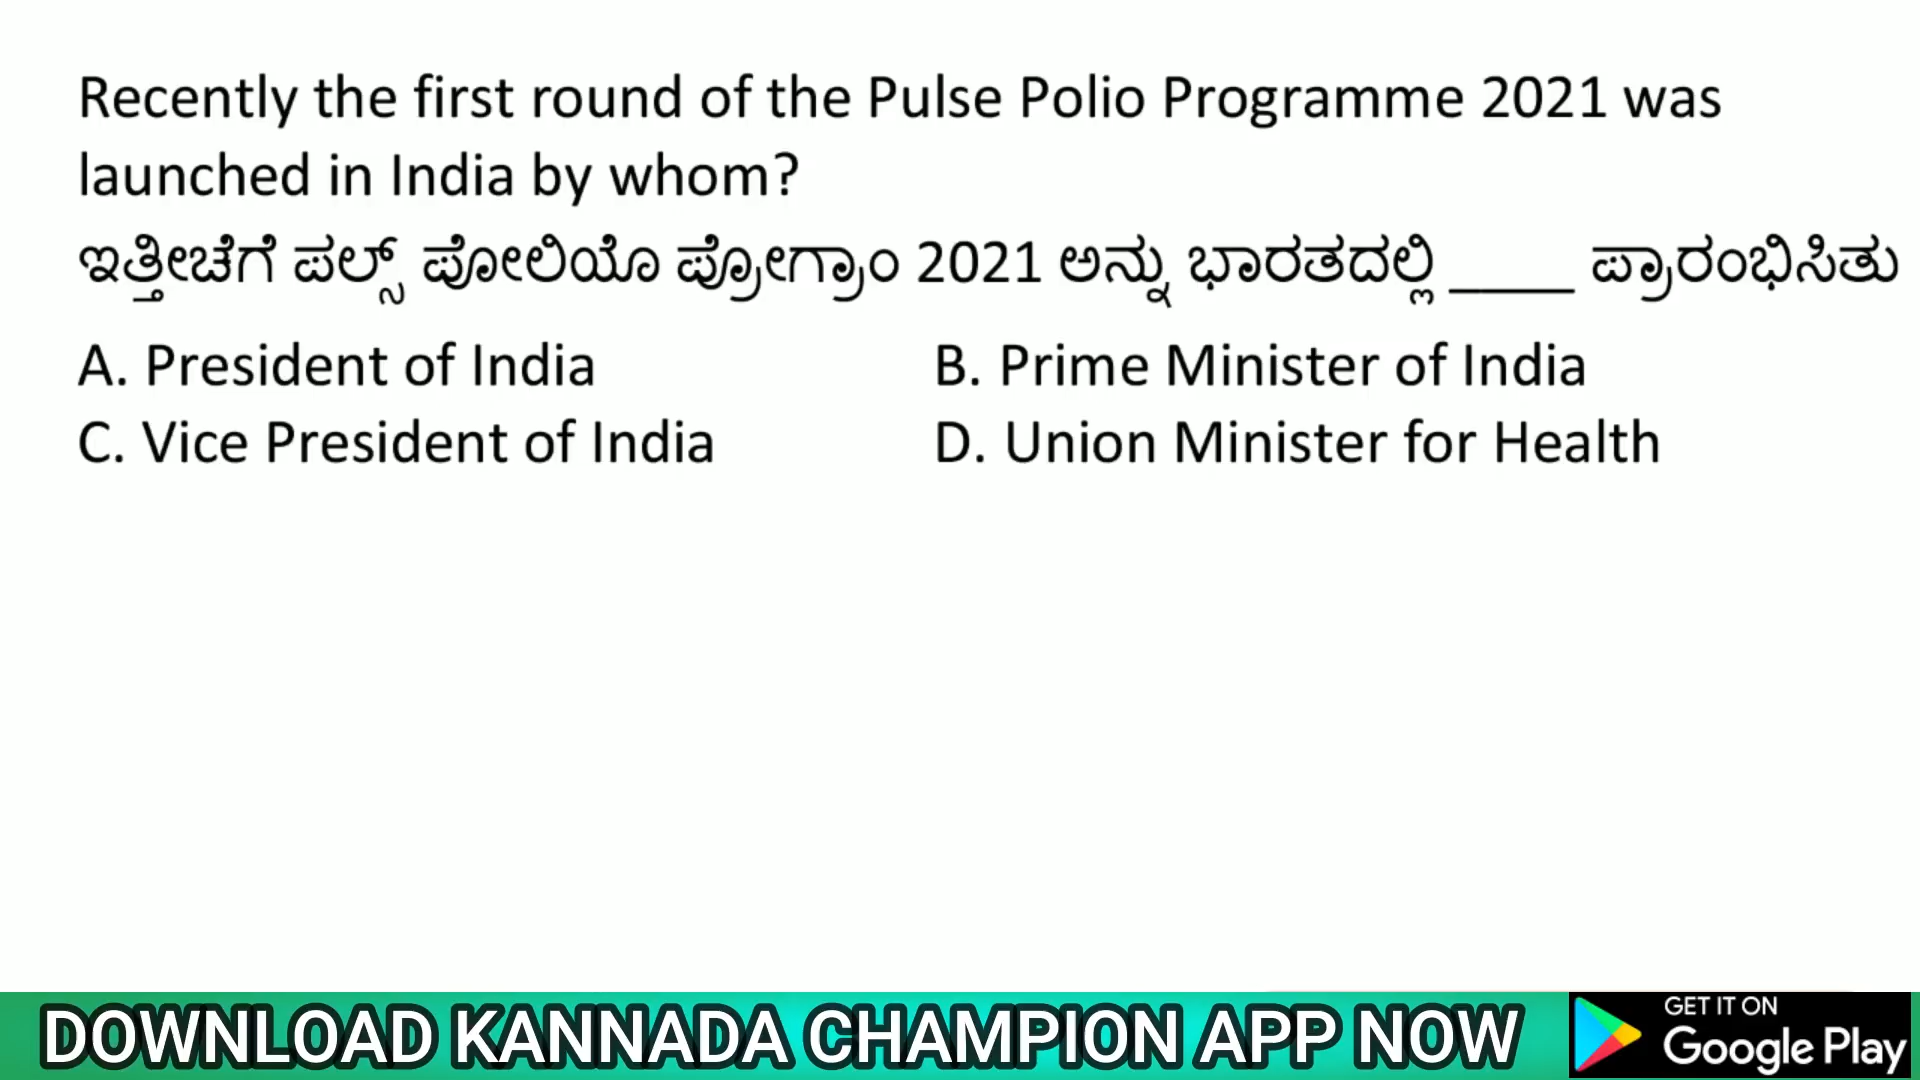 Recently the first round of the Pulse Polio Programme 2021 was
launched in India by whom?
ಇತ್ತೀಚೆಗೆ ಪಲ್ಸ್ ಪೋಲಿಯೊ ಪ್ರೋಗ್ರಾಂ 2021 ಅನ್ನು ಭಾರತದಲ್ಲಿ ____ ಪ್ರಾರಂಭಿಸಿತು
A. President of India B. Prime Minister of India
C. Vice President of India D. Union Minister for Health
DOWNLOAD KANNADA CHAMPION APP NOW
GET IT ON
Google Play